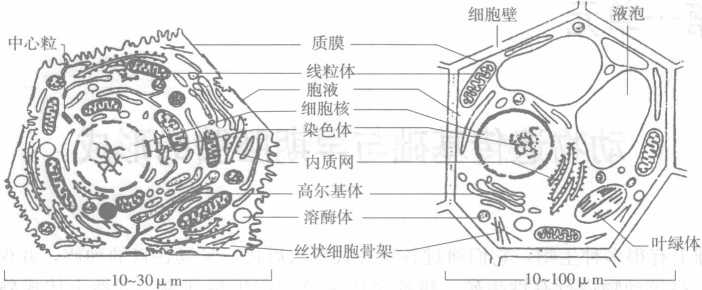 细胞壁 液泡
中心粒 质膜
线粒体
胞液
细胞核
染色体
内质网
高尔基体
溶酶体
叶绿体
丝状细胞骨架
10~30μm 10~100μm